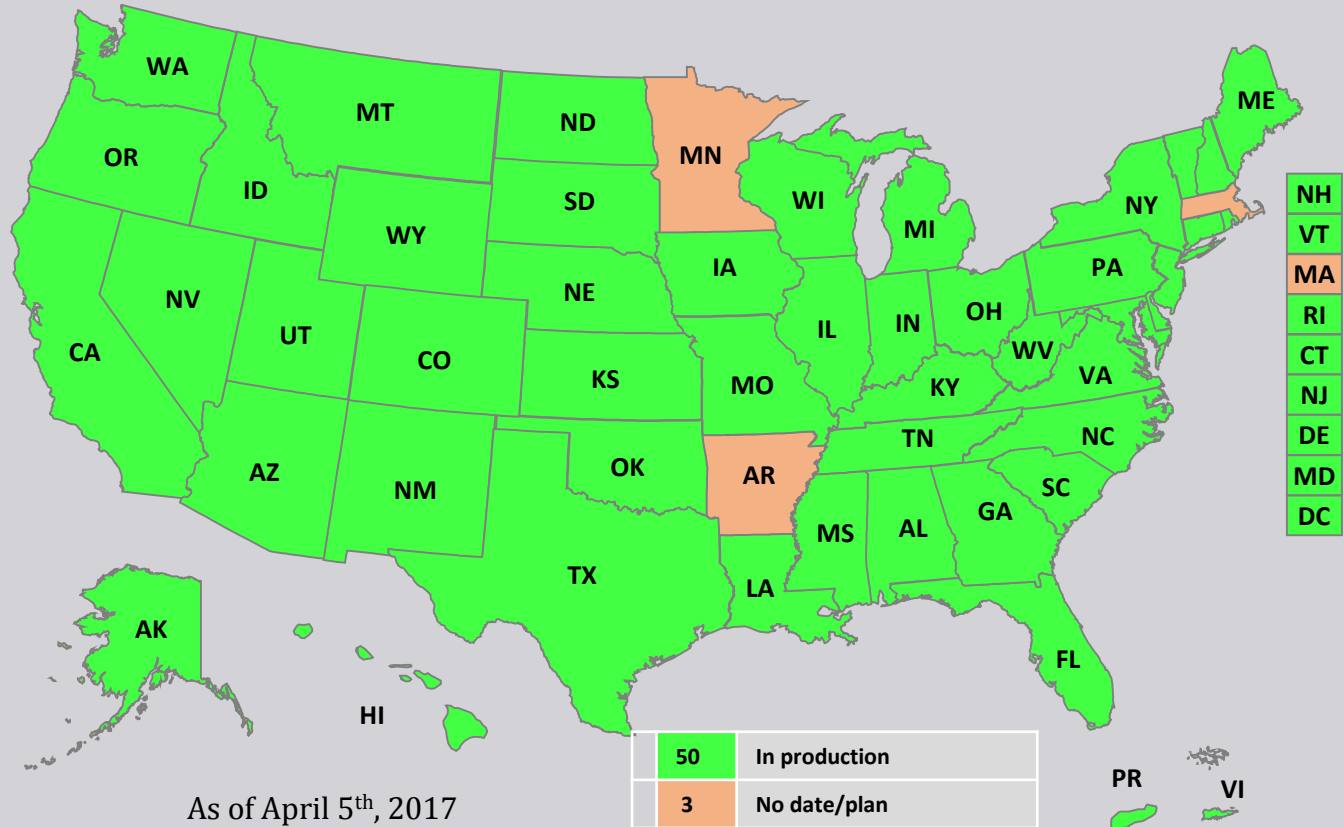 WA
MT
ND
MN
ME
OR
ID
SD
WI
NY
MI
WY
IA
PA
NE
NV
IL
IN
OH
UT
CA
CO
WV
KS
MO
KY
VA
TN
NC
AZ
OK
AR
NM
SC
MS
AL
GA
TX
LA
AK
FL
HI
NH
VT
MA
RI
CT
NJ
DE
MD
DC
50 In production
3 No date/plan
PR
VI
As of April 5th, 2017